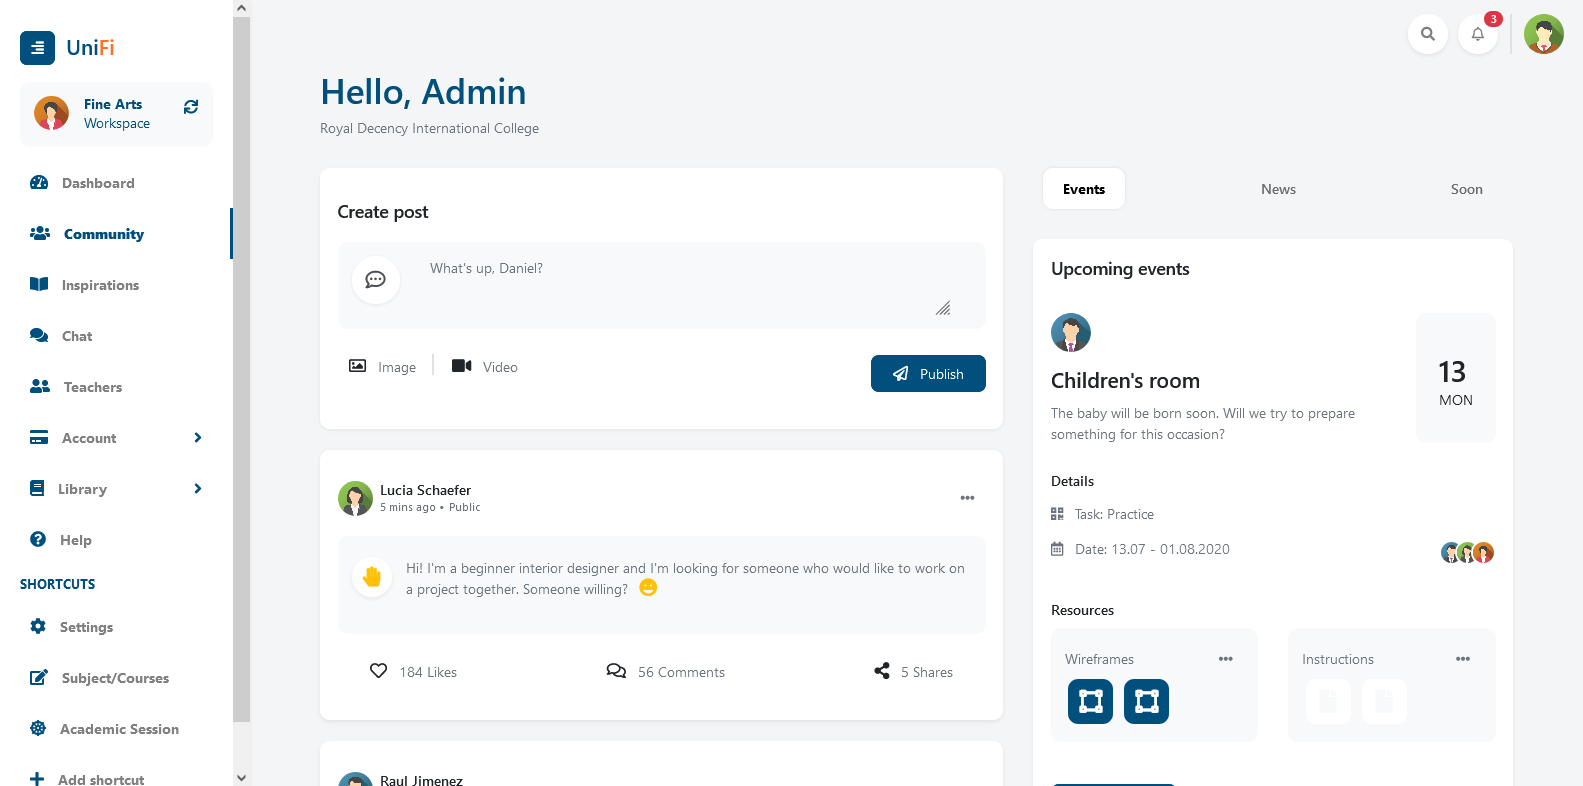 UniFi
Fine Arts
Workspace
Dashboard
Community
Inspirations
Chat
Teachers
Account
Library
Help
SHORTCUTS
Settings
Subject/Courses
Academic Session
Add shortcut
3
Hello, Admin
Royal Decency International College
Create post
What's up, Daniel?
Image
Video
Publish
Lucia Schaefer
5 mins ago • Public
Hi! I'm a beginner interior designer and I'm looking for someone who would like to work on
a project together. Someone willing?
184 Likes
56 Comments
5 Shares
Raul Jimenez
Events
News
Soon
Upcoming events
Children's room
The baby will be born soon. Will we try to prepare
something for this occasion?
13
MON
Details
Task: Practice
Date: 13.07 - 01.08.2020
Resources
Wireframes
Instructions